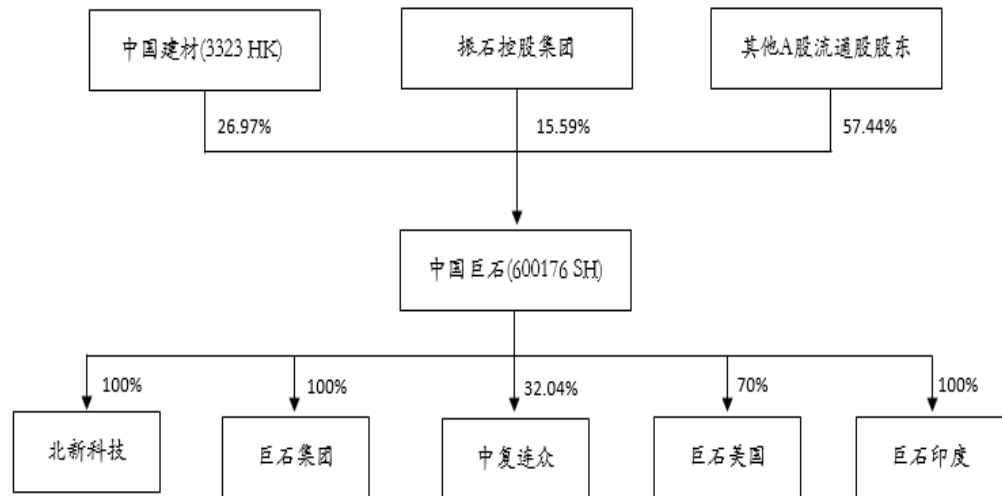 中国建材(3323 HK)
振石控股集团
其他A股流通股股东
26.97%
15.59%
57.44%
中国巨石(600176 SH)
100%
100%
32.04%
70%
100%
北新科技
巨石集团
中复连众
巨石美国
巨石印度